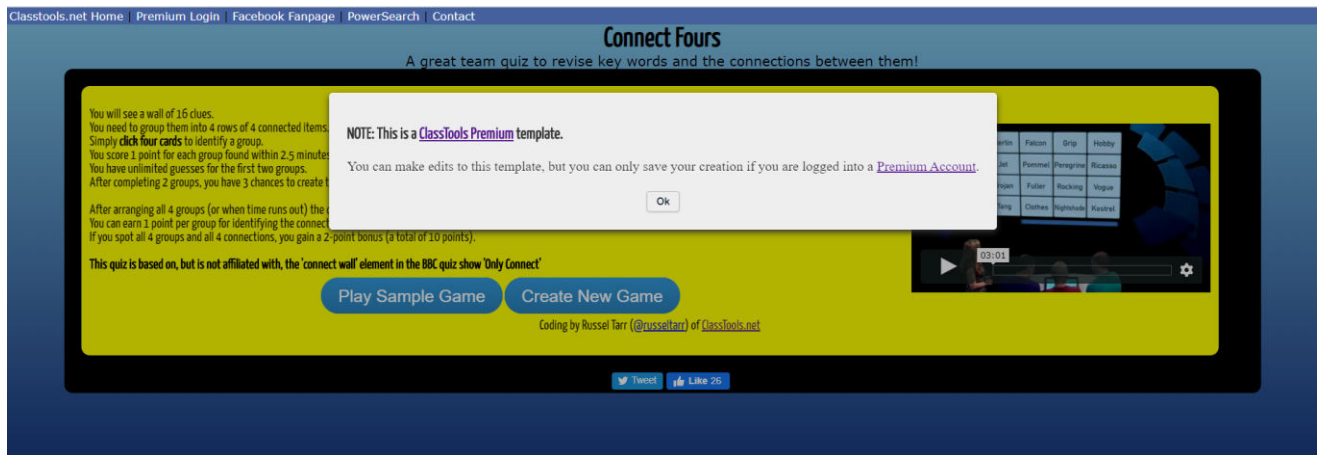 Classtools.net Home | Premium Login | Facebook Fanpage | PowerSearch | Contact
Connect Fours
A great team quiz to revise key words and the connections between them!
You will see a wall of 16 clues.
You need to group them into 4 rows of 4 connected items.
Simply click four cards to identify a group.
You score 1 point for each group found within 2.5 minutes
You have unlimited guesses for the first two groups.
After completing 2 groups, you have 3 chances to create t
After arranging all 4 groups (or when time runs out) the
You can earn 1 point per group for identifying the connect
If you spot all 4 groups and all 4 connections, you gain a 2-point bonus (a total of 10 points).
This quiz is based on, but is not affiliated with, the 'connect wall' element in the BBC quiz show 'Only Connect'
NOTE: This is a ClassTools Premium template.
You can make edits to this template, but you can only save your creation if you are logged into a Premium Account.
Ok
Falcon Grip Hobby
Pommel Peregrine Ricasso
Fuller Rocking Vogue
Clothes Nightshade Kestrel
03:01
Play Sample Game
Create New Game
Coding by Russel Tarr (@russeltarr) of ClassTools.net
Tweet
Like 26